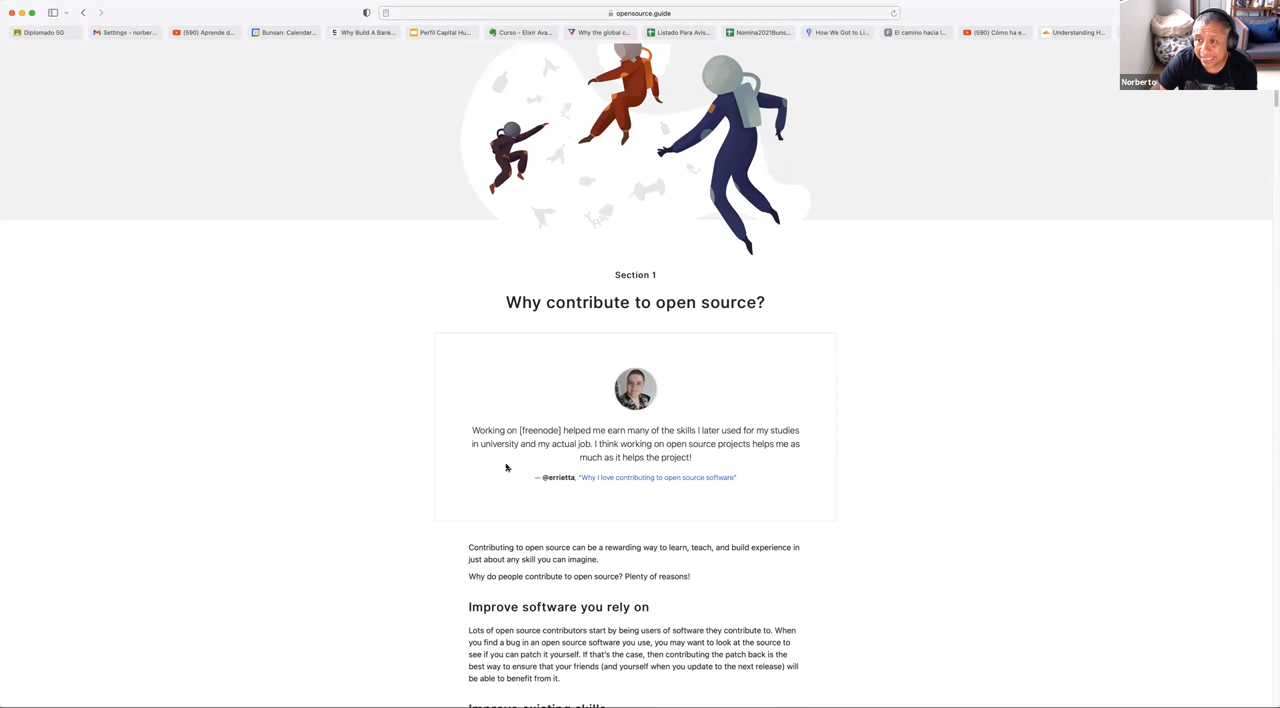 opensource.guide
Diplomado SG
Settings - norber...
(590) Aprende d...
Bunsan: Calendar...
Why Build A Bank...
Perfil Capital Hu...
Curso - Elixir Ava...
Why the global c...
Listado Para Avis...
Nomina2021Buns...
How We Got to Li...
El camino hacia l...
(590) Cómo ha e...
Understanding H...
Norberto
Section 1
Why contribute to open source?
Working on [freenode] helped me earn many of the skills I later used for my studies
in university and my actual job. I think working on open source projects helps me as
much as it helps the project!
— @errietta, "Why I love contributing to open source software"
Contributing to open source can be a rewarding way to learn, teach, and build experience in
just about any skill you can imagine.
Why do people contribute to open source? Plenty of reasons!
Improve software you rely on
Lots of open source contributors start by being users of software they contribute to. When
you find a bug in an open source software you use, you may want to look at the source to
see if you can patch it yourself. If that's the case, then contributing the patch back is the
best way to ensure that your friends (and yourself when you update to the next release) will
be able to benefit from it.
Improve existing skills